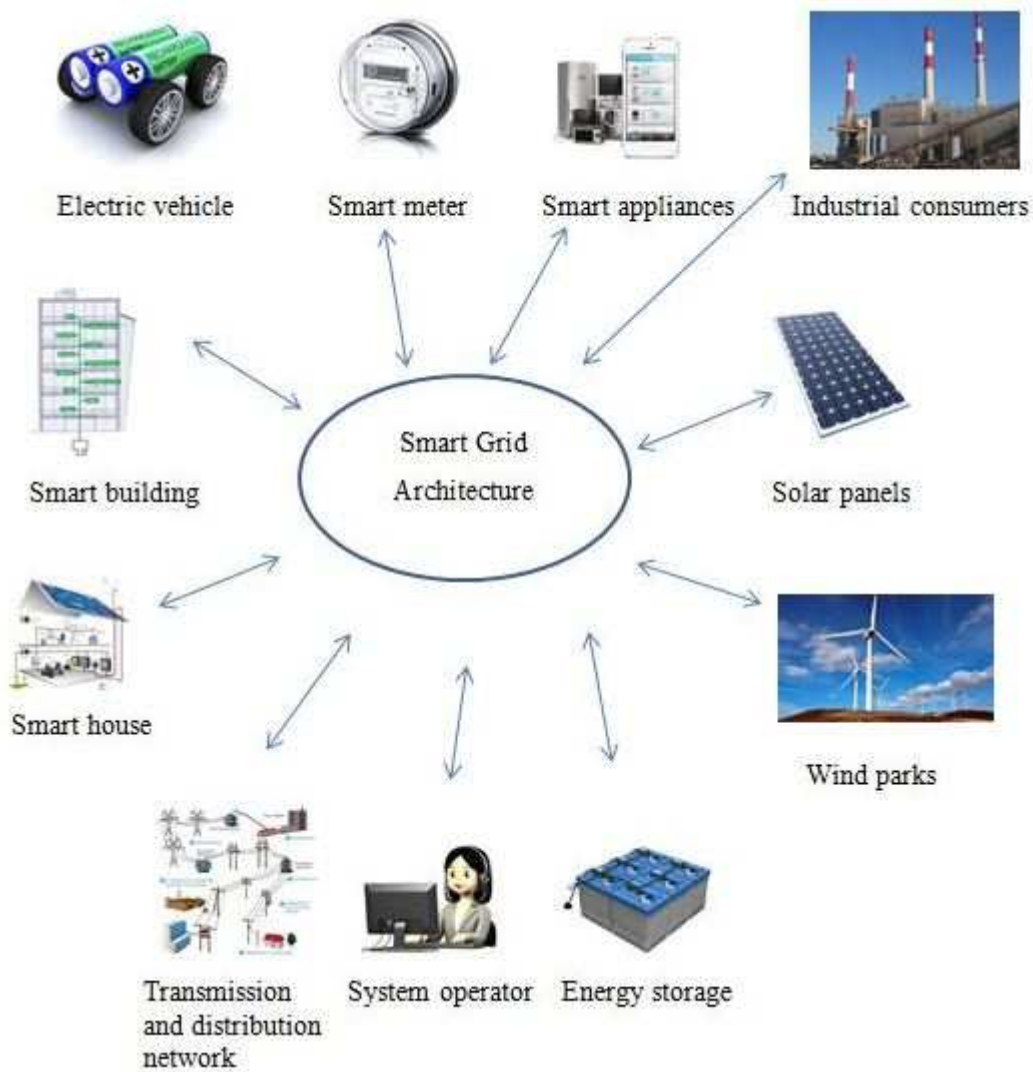 Electric vehicle
Smart meter
Smart appliances
Industrial consumers
Smart Grid
Architecture
Smart building
Solar panels
Smart house
Wind parks
Transmission
and distribution
network
System operator
Energy storage